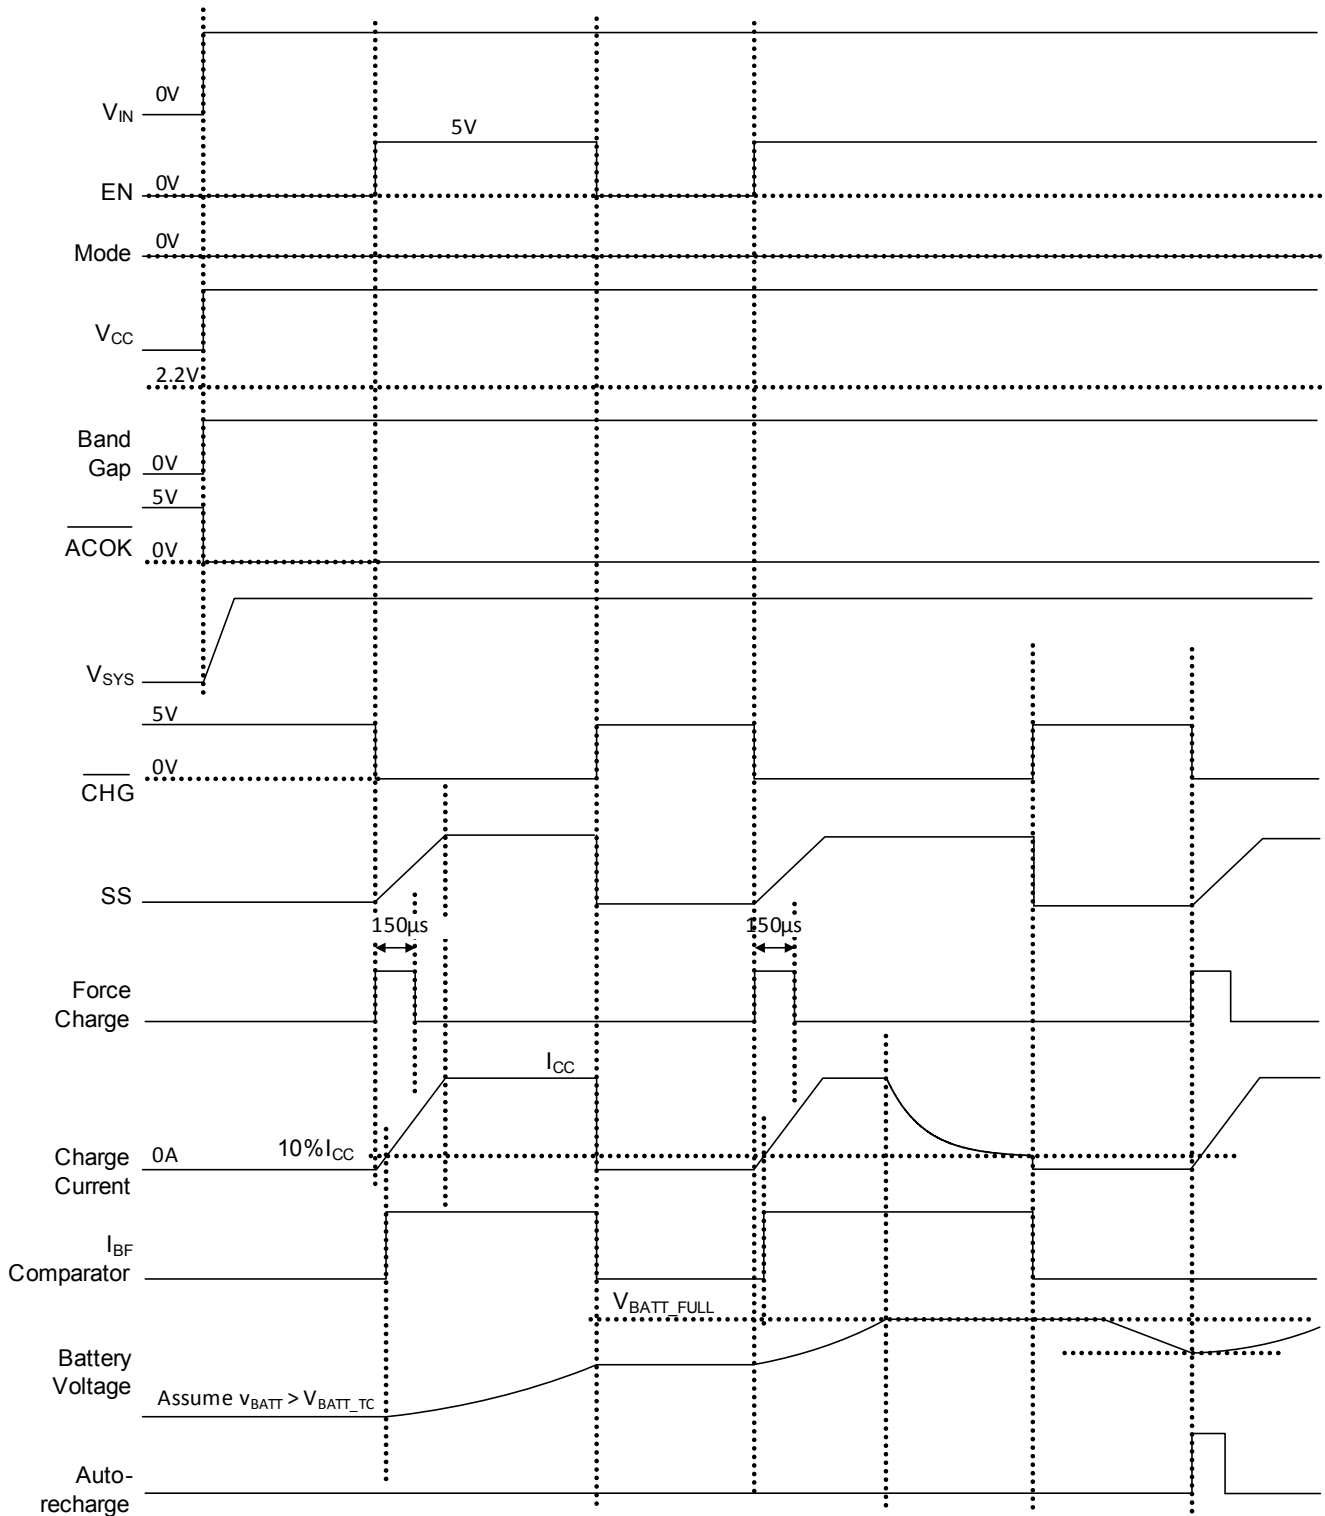 0V
V_IN
5V
0V
EN
0V
Mode
V_CC
2.2V
Band
Gap
0V
5V
ACOK
0V
V_SYS
5V
0V
CHG
SS
150µs
150µs
Force
Charge
I_CC
10%I_CC
0A
Charge
Current
I_BF
Comparator
V_BATT_FULL
Battery
Voltage
Assume v_BATT > V_BATT_TC
Auto-
recharge